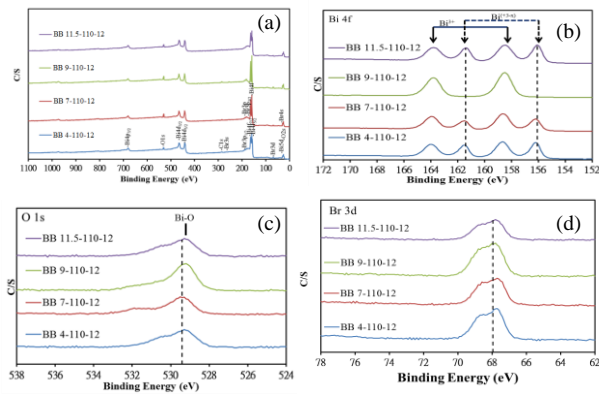 (a)
C/S
BB 11.5-110-12
BB 9-110-12
BB 7-110-12
BB 4-110-12
1100 1000 900 800 700 600 500 400 300 200 100 0
Binding Energy (eV)
(b)
Bi³⁺
Bi⁽⁺³⁻ˣ⁾
C/S
BB 11.5-110-12
BB 9-110-12
BB 7-110-12
BB 4-110-12
172 170 168 166 164 162 160 158 156 154 152
Bi 4f
Binding Energy (eV)
O 1s
Bi-O
(c)
C/S
BB 11.5-110-12
BB 9-110-12
BB 7-110-12
BB 4-110-12
538 536 534 532 530 528 526 524
Binding Energy (eV)
Br 3d
(d)
C/S
BB 11.5-110-12
BB 9-110-12
BB 7-110-12
BB 4-110-12
78 76 74 72 70 68 66 64 62
Binding Energy (eV)